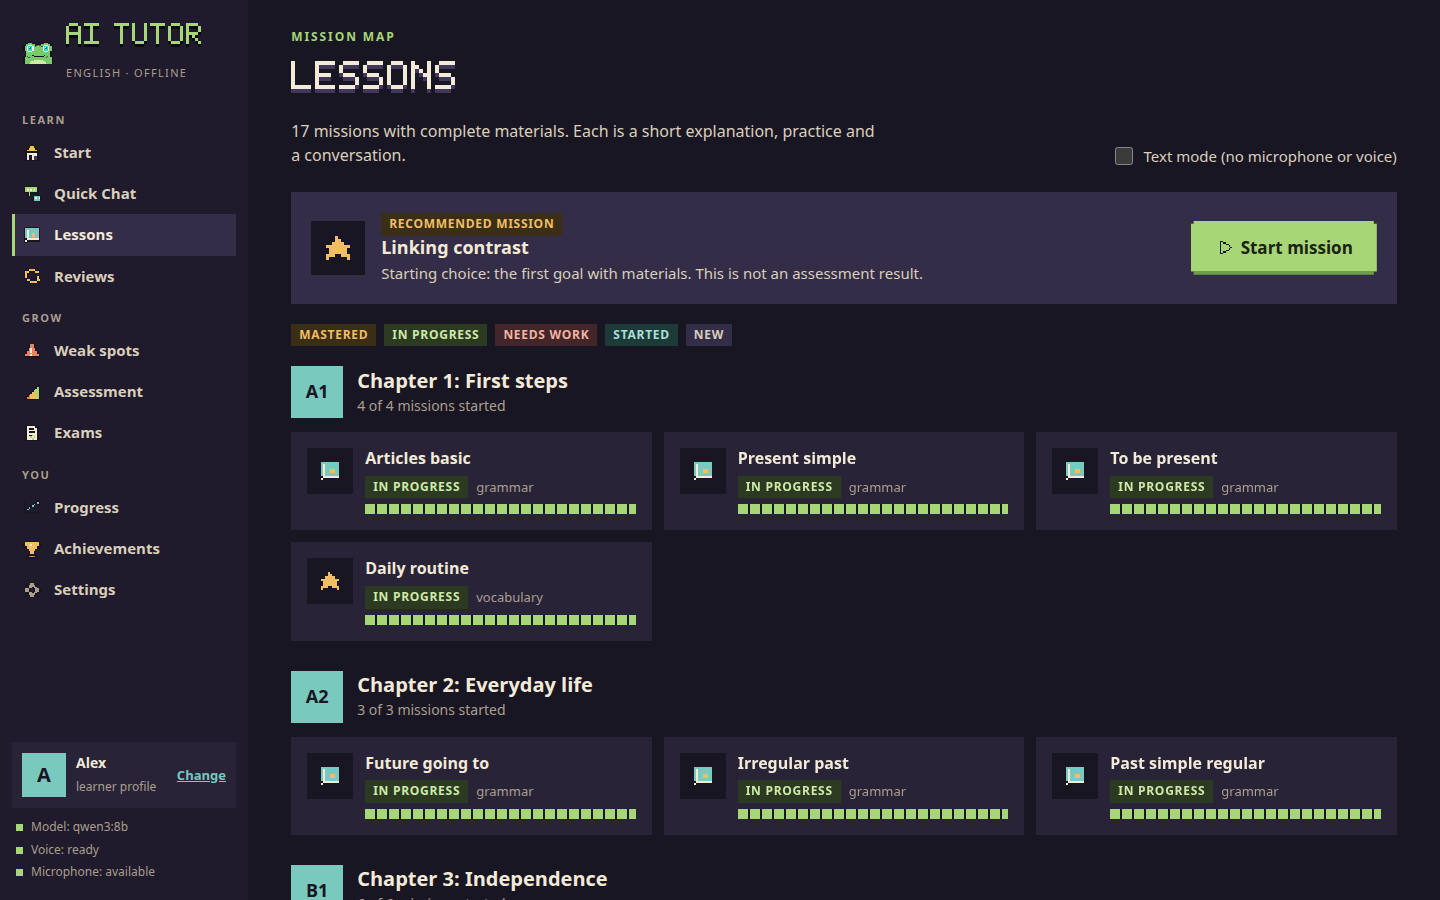 AI TUTOR
ENGLISH · OFFLINE
LEARN
Start
Quick Chat
Lessons
Reviews
GROW
Weak spots
Assessment
Exams
YOU
Progress
Achievements
Settings
A
Alex
learner profile
Change
Model: qwen3:8b
Voice: ready
Microphone: available
MISSION MAP
LESSONS
17 missions with complete materials. Each is a short explanation, practice and
a conversation.
Text mode (no microphone or voice)
RECOMMENDED MISSION
Linking contrast
Starting choice: the first goal with materials. This is not an assessment result.
Start mission
MASTERED IN PROGRESS NEEDS WORK STARTED NEW
A1
Chapter 1: First steps
4 of 4 missions started
Articles basic
IN PROGRESS grammar
Present simple
IN PROGRESS grammar
To be present
IN PROGRESS grammar
Daily routine
IN PROGRESS vocabulary
A2
Chapter 2: Everyday life
3 of 3 missions started
Future going to
IN PROGRESS grammar
Irregular past
IN PROGRESS grammar
Past simple regular
IN PROGRESS grammar
B1
Chapter 3: Independence